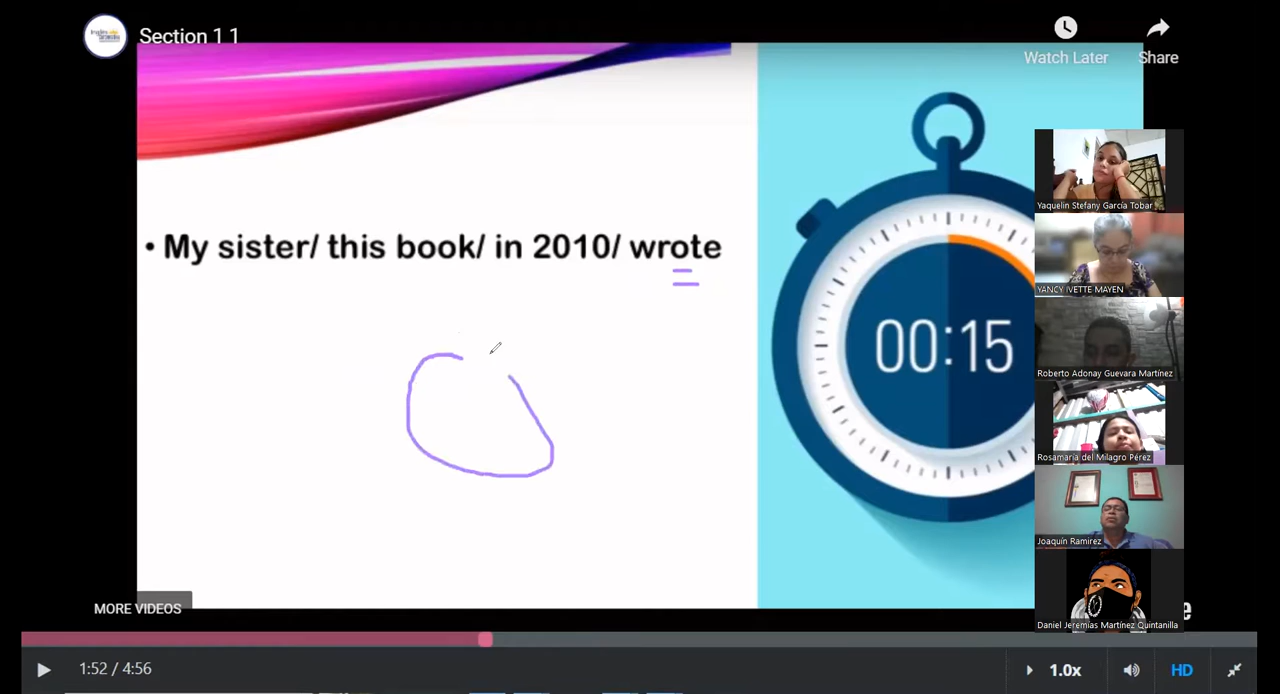 Section 1 1
Watch Later
Share
• My sister/ this book/ in 2010/ wrote
00:15
Yaquelin Stefany García Tobar
YANCY IVETTE MAYEN
Roberto Adonay Guevara Martínez
Rosamaria del Milagro Pérez
Joaquín Ramirez
Daniel Jeremías Martínez Quintanilla
MORE VIDEOS
1:52 / 4:56
1.0x
HD